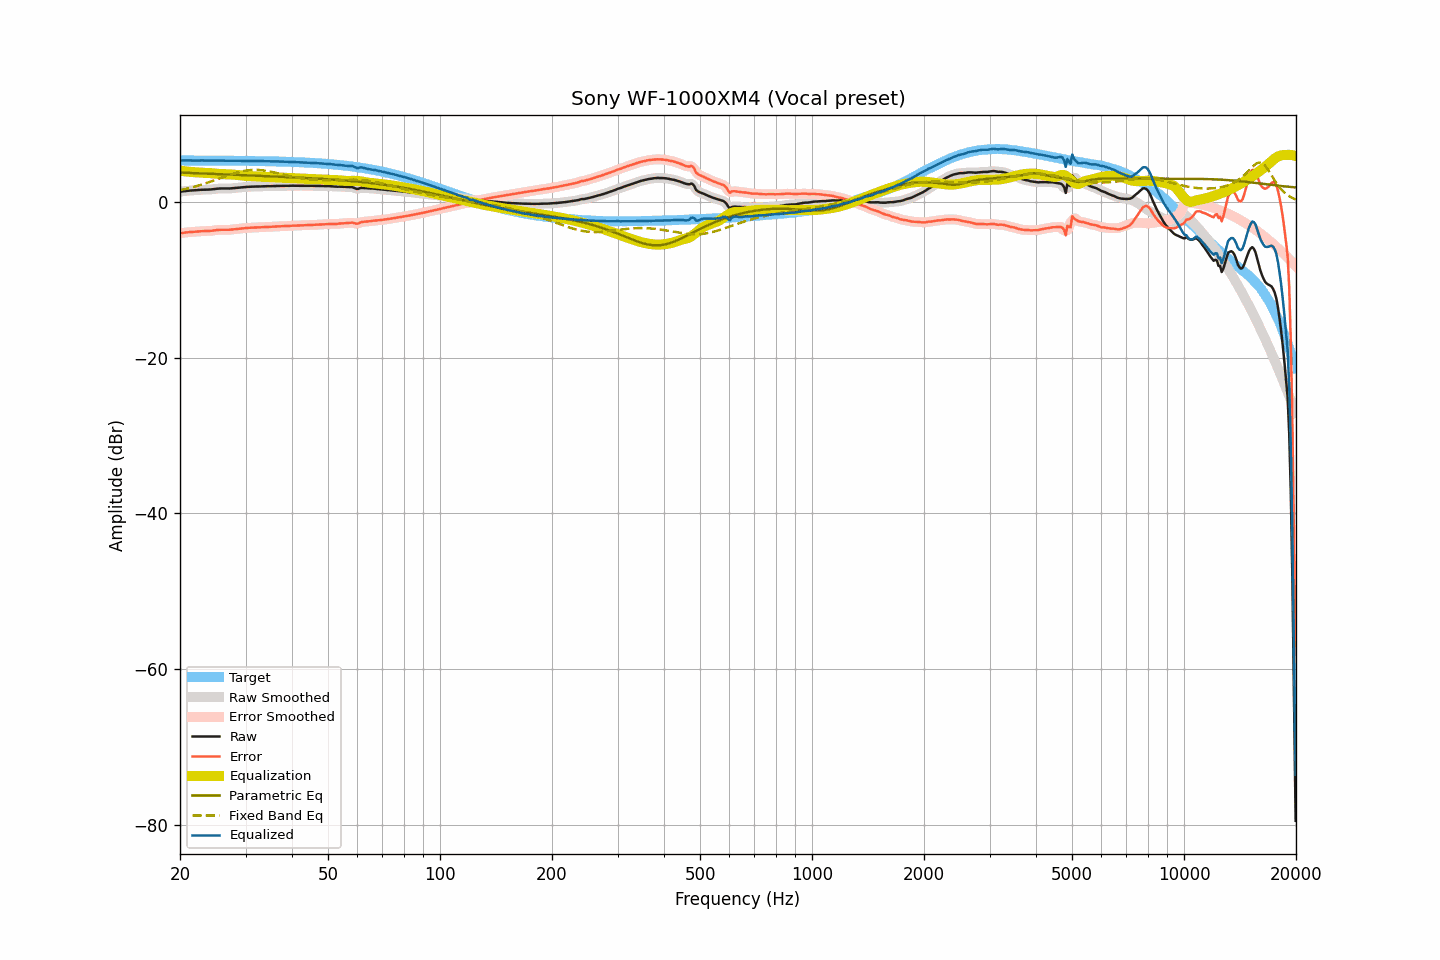 Sony WF-1000XM4 (Vocal preset)
Amplitude (dBr)
0
−20
−40
−60
−80
Target
Raw Smoothed
Error Smoothed
Raw
Error
Equalization
Parametric Eq
Fixed Band Eq
Equalized
20 50 100 200 500 1000 2000 5000 10000 20000
Frequency (Hz)